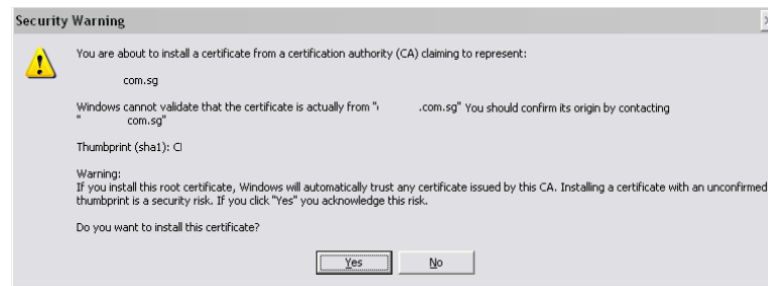 Security Warning
You are about to install a certificate from a certification authority (CA) claiming to represent:
com.sg
Windows cannot validate that the certificate is actually from " .com.sg" You should confirm its origin by contacting
" com.sg"
Thumbprint (sha1): C
Warning:
If you install this root certificate, Windows will automatically trust any certificate issued by this CA. Installing a certificate with an unconfirmed
thumbprint is a security risk. If you click "Yes" you acknowledge this risk.
Do you want to install this certificate?
Yes No